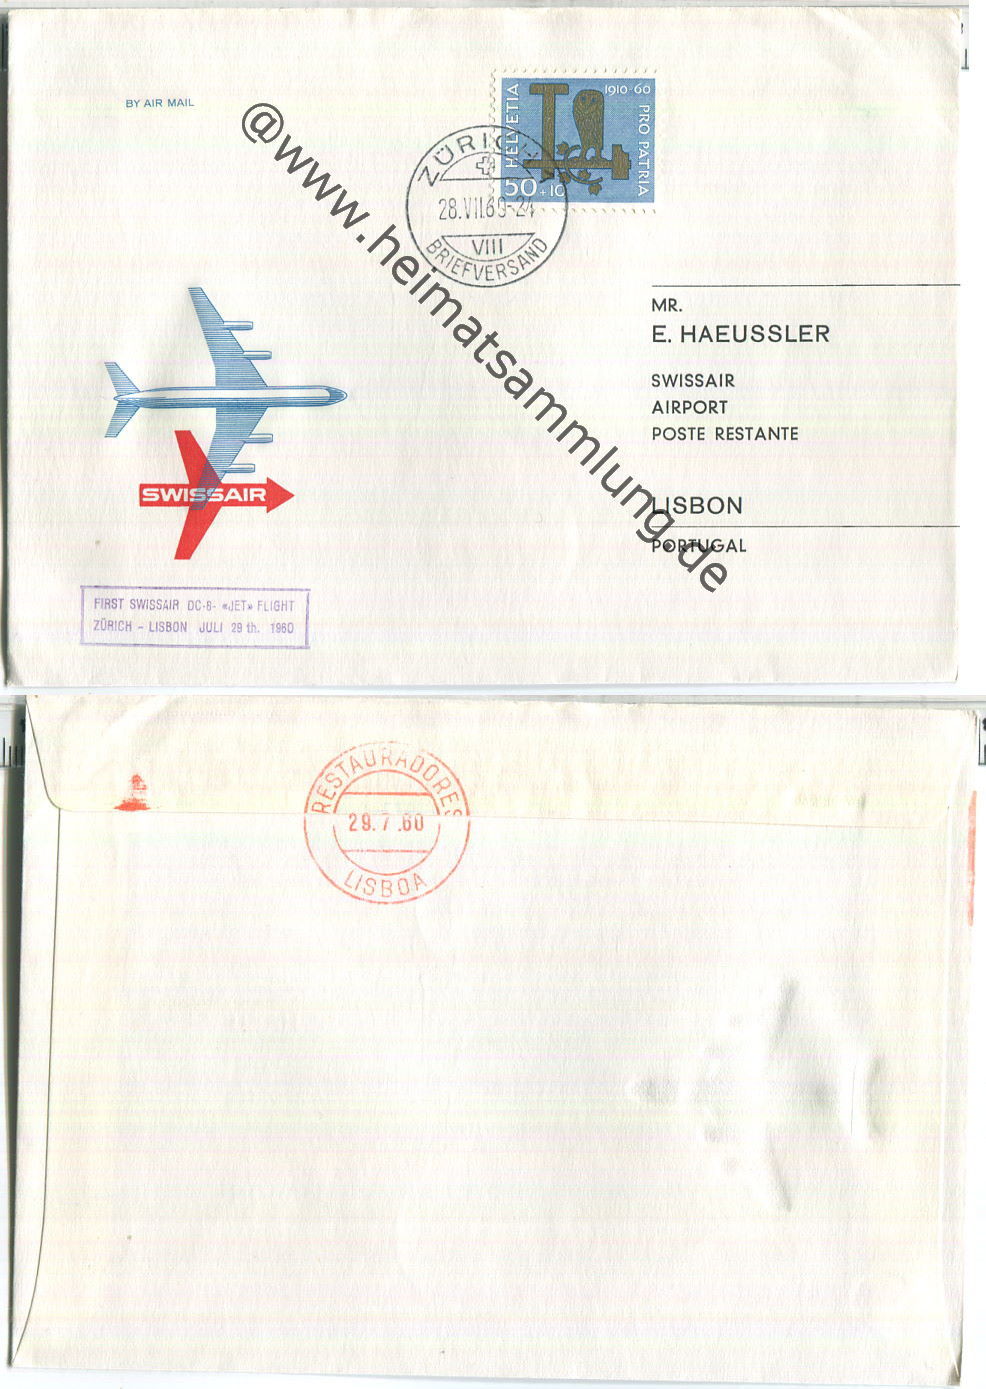 BY AIR MAIL
@www.heimatsammlung.de
HELVETIA
1910-60
PRO PATRIA
50+10
ZÜRICH
28.VII.60-24
VIII
BRIEFVERSAND
MR.
E. HAEUSSLER
SWISSAIR
AIRPORT
POSTE RESTANTE
LISBON
PORTUGAL
SWISSAIR
FIRST SWISSAIR DC-8- «JET» FLIGHT
ZÜRICH - LISBON JULI 29th. 1960
RESTAURADORES
29.7.60
LISBOA